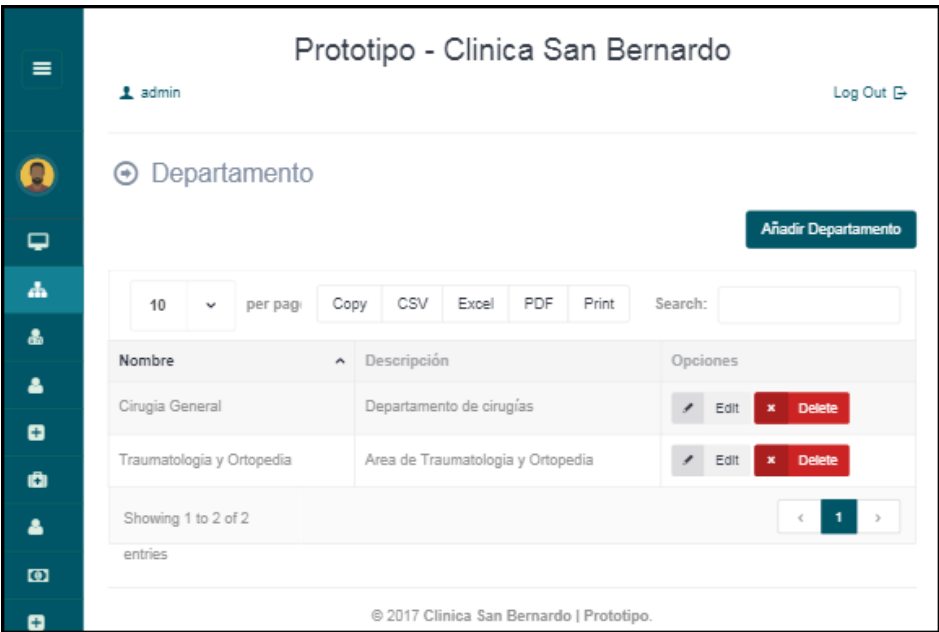 Prototipo - Clinica San Bernardo
admin
Log Out
Departamento
Añadir Departamento
10 per pag Copy CSV Excel PDF Print Search:
Nombre Descripción Opciones
Cirugia General Departamento de cirugías Edit Delete
Traumatologia y Ortopedia Area de Traumatologia y Ortopedia Edit Delete
Showing 1 to 2 of 2
entries
1
© 2017 Clinica San Bernardo | Prototipo.